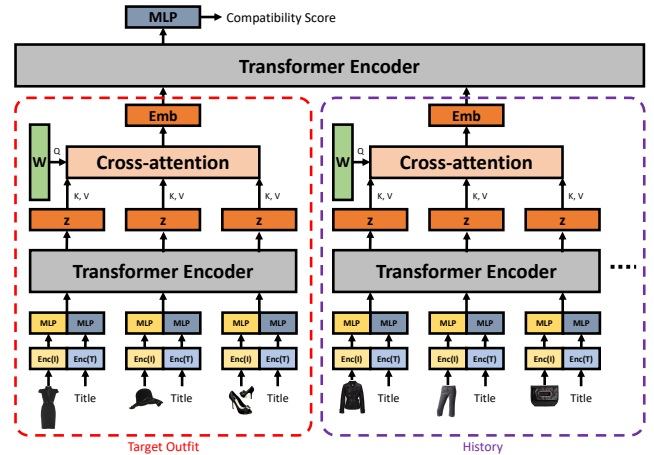 MLP
Compatibility Score
Transformer Encoder
Emb
Emb
W
Q
Cross-attention
W
Q
Cross-attention
K, V
K, V
K, V
K, V
K, V
K, V
z
z
z
z
z
z
Transformer Encoder
Transformer Encoder
MLP MLP MLP MLP MLP MLP
MLP MLP MLP MLP MLP MLP
Enc(I) Enc(T) Enc(I) Enc(T) Enc(I) Enc(T)
Enc(I) Enc(T) Enc(I) Enc(T) Enc(I) Enc(T)
Title Title Title
Title Title Title
Target Outfit
History